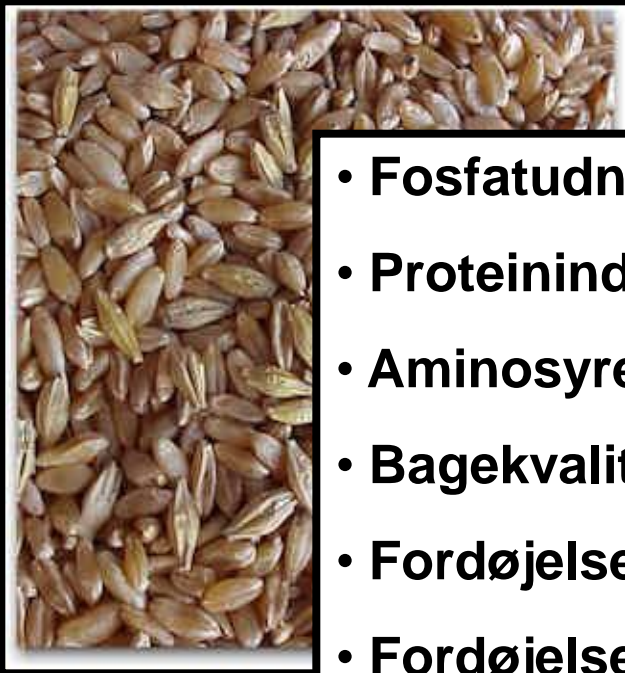 • Fosfatudn
• Proteinind
• Aminosyre
• Bagekvalit
• Fordøjelse
• Fordøjelse